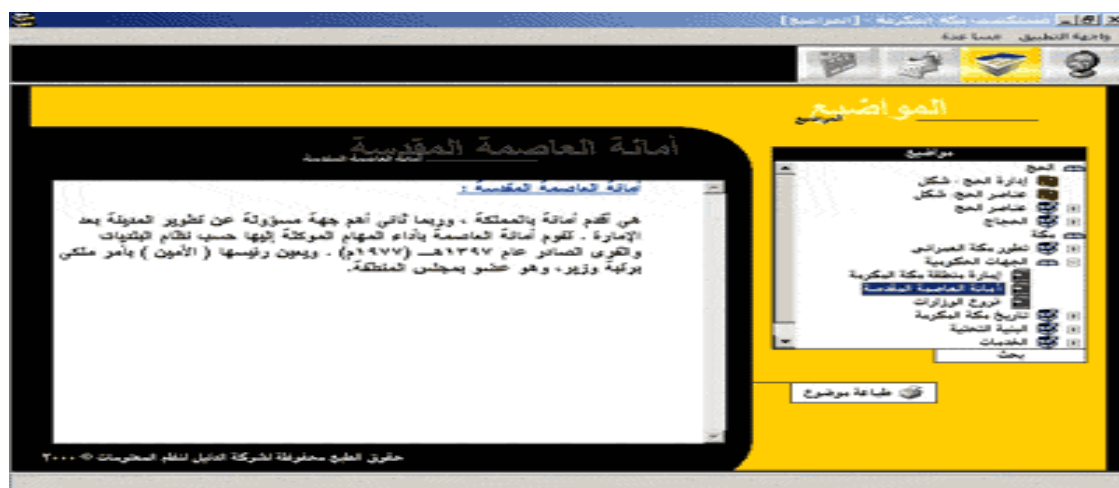 مستكشف مكة المكرمة - [المواضيع]
واجهة التطبيق مساعدة
المواضيع
المواضيع
مواضيع
الحج
إدارة الحج - شكل
عناصر الحج - شكل
عناصر الحج
الحجاج
مكة
تطور مكة العمراني
الجهات الحكومية
إمارة منطقة مكة المكرمة
أمانة العاصمة المقدسة
فروع الوزارات
تاريخ مكة المكرمة
البنية التحتية
الخدمات
بحث
طباعة موضوع
أمانة العاصمة المقدسة
أمانة العاصمة المقدسة
أمانة العاصمة المقدسة :
هي أقدم أمانة بالمملكة ، وربما ثاني أهم جهة مسؤولة عن تطوير المدينة بعد
الإمارة . تقوم أمانة العاصمة بأداء المهام الموكلة إليها حسب نظام البلديات
والقرى الصادر عام ١٣٩٧هـ (١٩٧٧م) . ويعين رئيسها ( الأمين ) بأمر ملكي
برتبة وزير، وهو عضو بمجلس المنطقة.
حقوق الطبع محفوظة لشركة الدليل لنظم المعلومات © ٢٠٠٠